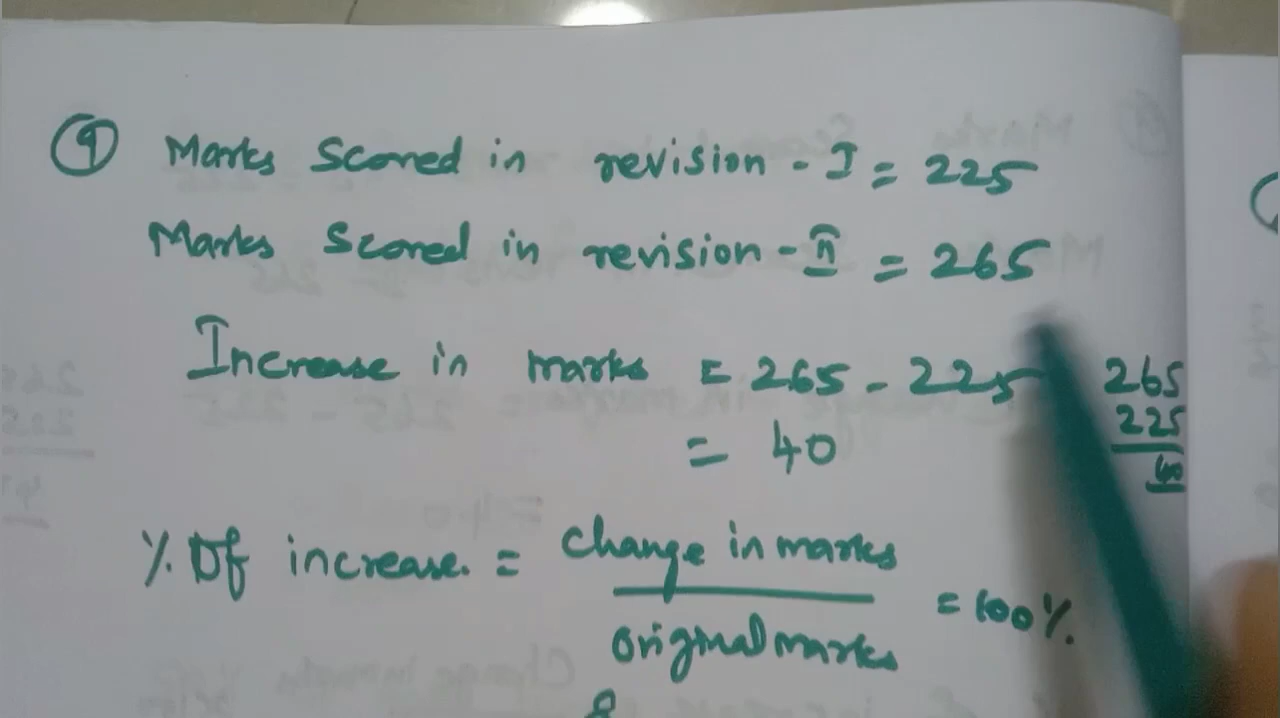 9 Marks Scored in revision - I = 225
Marks Scored in revision - II = 265
Increase in marks = 265 - 225
265
225
40
= 40
% Of increase. = Change in marks
original marks
= 100%.
8